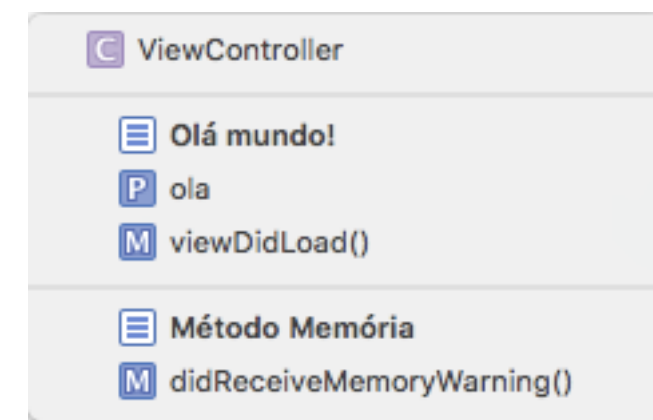 C ViewController
Olá mundo!
P ola
M viewDidLoad()
Método Memória
M didReceiveMemoryWarning()